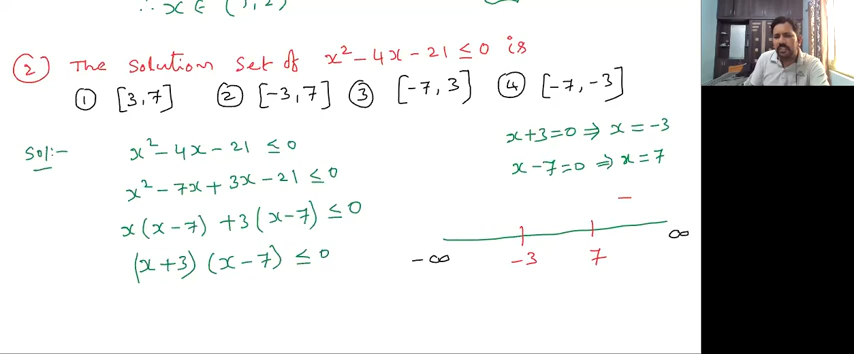 ∴ x ∈ ( , 2)
② The Solution Set of x² – 4x – 21 ≤ 0 is
① [3, 7] ② [–3, 7] ③ [–7, 3] ④ [–7, –3]
Sol:- x² – 4x – 21 ≤ 0
x² – 7x + 3x – 21 ≤ 0
x(x – 7) + 3(x – 7) ≤ 0
(x + 3) (x – 7) ≤ 0
x + 3 = 0 ⇒ x = –3
x – 7 = 0 ⇒ x = 7
–
–∞ –3 7 ∞